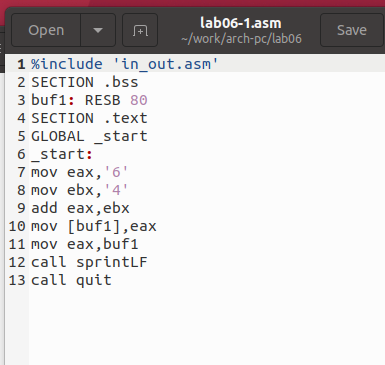 lab06-1.asm
Open
~/work/arch-pc/lab06
Save
1 %include 'in_out.asm'
2 SECTION .bss
3 buf1: RESB 80
4 SECTION .text
5 GLOBAL _start
6 _start:
7 mov eax,'6'
8 mov ebx,'4'
9 add eax,ebx
10 mov [buf1],eax
11 mov eax,buf1
12 call sprintLF
13 call quit